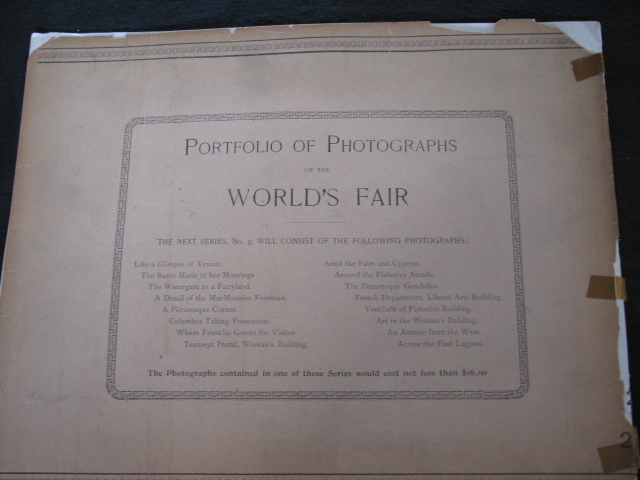 PORTFOLIO OF PHOTOGRAPHS
OF THE
WORLD'S FAIR
THE NEXT SERIES, No. 3, WILL CONSIST OF THE FOLLOWING PHOTOGRAPHS:
Like a Glimpse of Venice.
The Santa Maria at her Moorings
The Watergate to a Fairyland.
A Detail of the MacMonnies Fountain.
A Picturesque Corner.
Columbus Taking Possession.
Where Franklin Greets the Visitor
Transept Portal, Woman's Building.
Amid the Palm and Cypress.
Around the Fisheries Arcade.
The Picturesque Gondolas.
French Department, Liberal Arts Building.
Vestibule of Fisheries Building.
Art in the Woman's Building.
An Avenue from the West.
Across the East Lagoon.
The Photographs contained in one of these Series would cost not less than $16.00
2